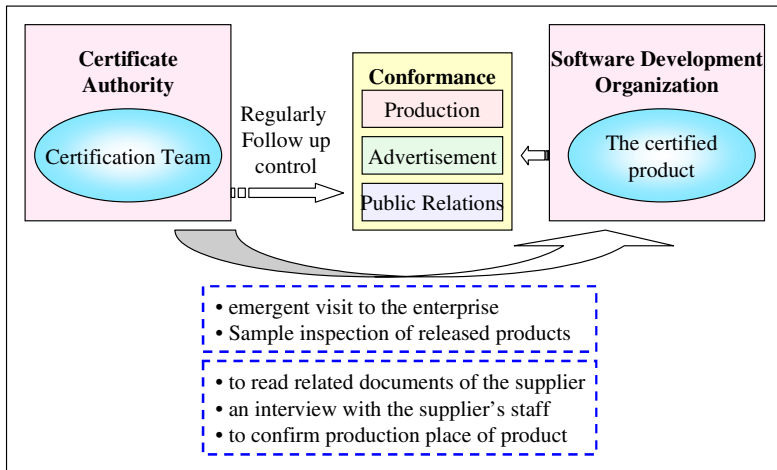 Certificate
Authority
Certification Team
Regularly
Follow up
control
Conformance
Production
Advertisement
Public Relations
Software Development
Organization
The certified
product
• emergent visit to the enterprise
• Sample inspection of released products
• to read related documents of the supplier
• an interview with the supplier's staff
• to confirm production place of product